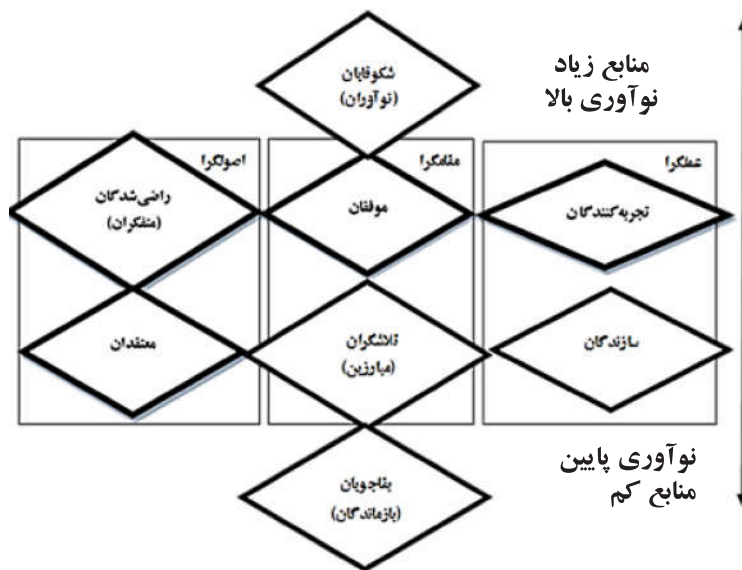 شکوفایان
(نوآوران)
منابع زیاد
نوآوری بالا
عملگرا
مقامگرا
اصولگرا
تجربه‌کنندگان
موفقان
راضی‌شدگان
(متفکران)
سازندگان
تلاشگران
(مبارزین)
معتقدان
نوآوری پایین
منابع کم
بقاجویان
(بازماندگان)